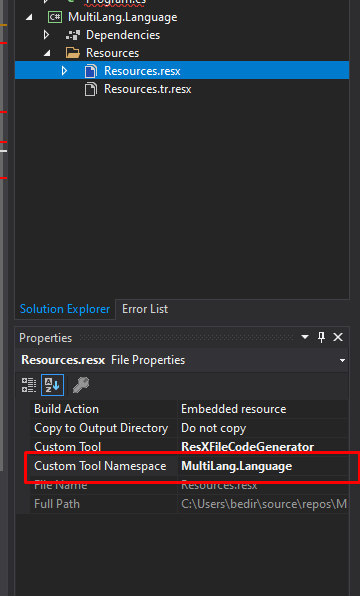 Program.cs
C# MultiLang.Language
Dependencies
Resources
Resources.resx
Resources.tr.resx
Solution Explorer Error List
Properties
Resources.resx File Properties
Build Action Embedded resource
Copy to Output Directory Do not copy
Custom Tool ResXFileCodeGenerator
Custom Tool Namespace MultiLang.Language
File Name Resources.resx
Full Path C:\Users\bedir\source\repos\M